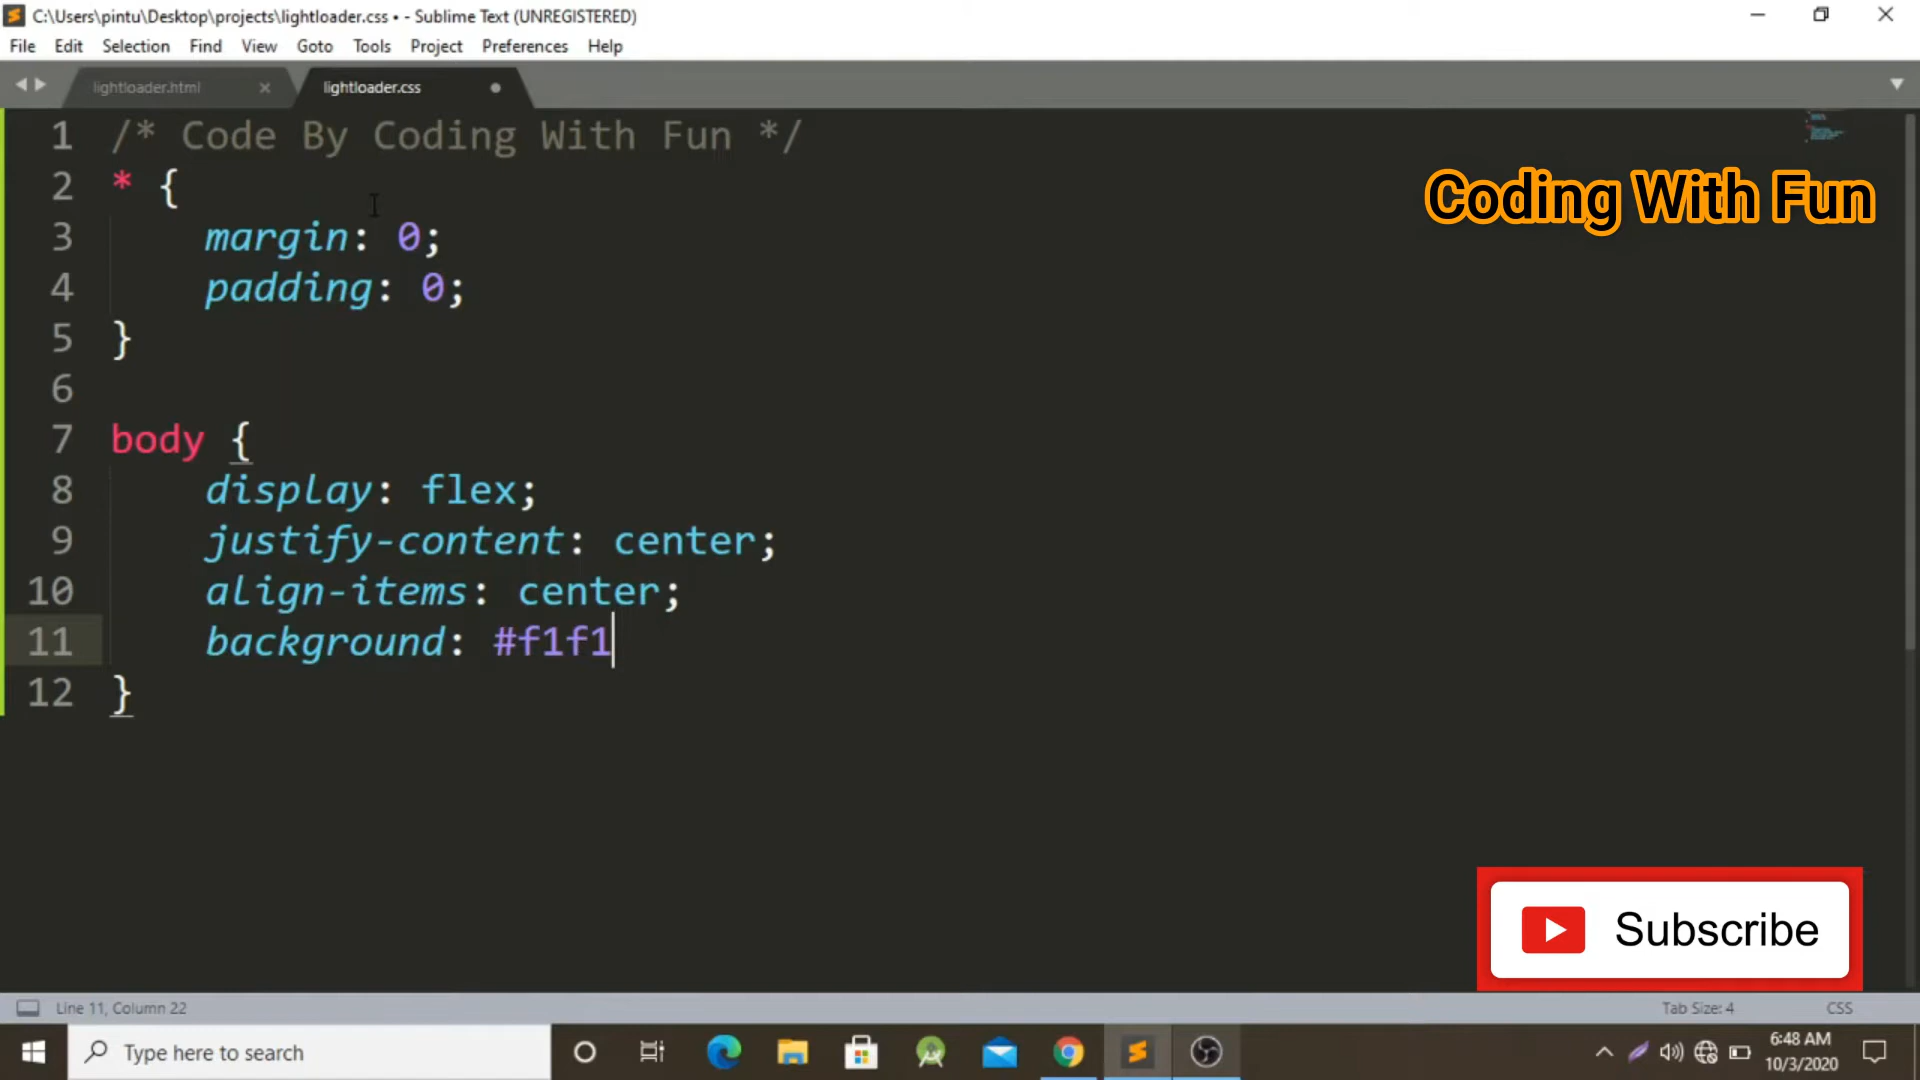 C:\Users\pintu\Desktop\projects\lightloader.css • - Sublime Text (UNREGISTERED)
File Edit Selection Find View Goto Tools Project Preferences Help
lightloader.html lightloader.css
1 /* Code By Coding With Fun */
2 * {
3 margin: 0;
4 padding: 0;
5 }
6
7 body {
8 display: flex;
9 justify-content: center;
10 align-items: center;
11 background: #f1f1
12 }
Coding With Fun
Subscribe
Line 11, Column 22 Tab Size: 4 CSS
Type here to search
6:48 AM
10/3/2020